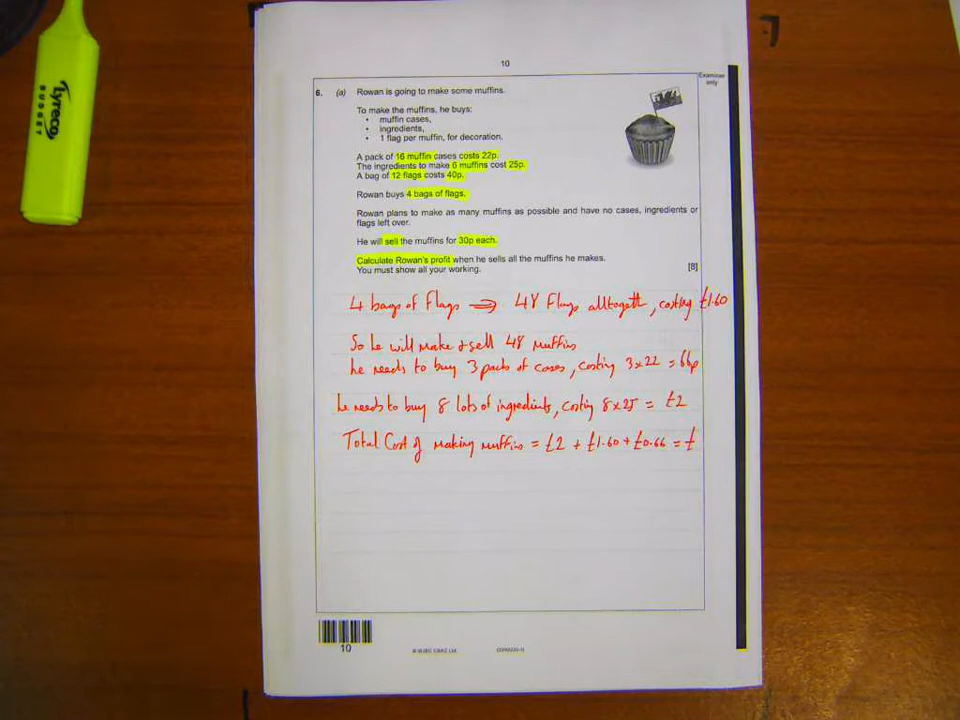 Lyreco
BUDGET
10
Examiner
only
6. (a) Rowan is going to make some muffins.
To make the muffins, he buys:
• muffin cases,
• ingredients,
• 1 flag per muffin, for decoration.
A pack of 16 muffin cases costs 22p.
The ingredients to make 6 muffins cost 25p.
A bag of 12 flags costs 40p.
Rowan buys 4 bags of flags.
Rowan plans to make as many muffins as possible and have no cases, ingredients or
flags left over.
He will sell the muffins for 30p each.
Calculate Rowan's profit when he sells all the muffins he makes.
You must show all your working. [8]
4 bags of Flags ⇒ 48 Flags alltogeth, costing £1.60
So he will make & sell 48 muffins
he needs to buy 3 packs of cases, costing 3×22 = 66p
he needs to buy 8 lots of ingredients, costing 8×25 = £2
Total Cost of making muffins = £2 + £1.60 + £0.66 = £
10
© WJEC CBAC Ltd.